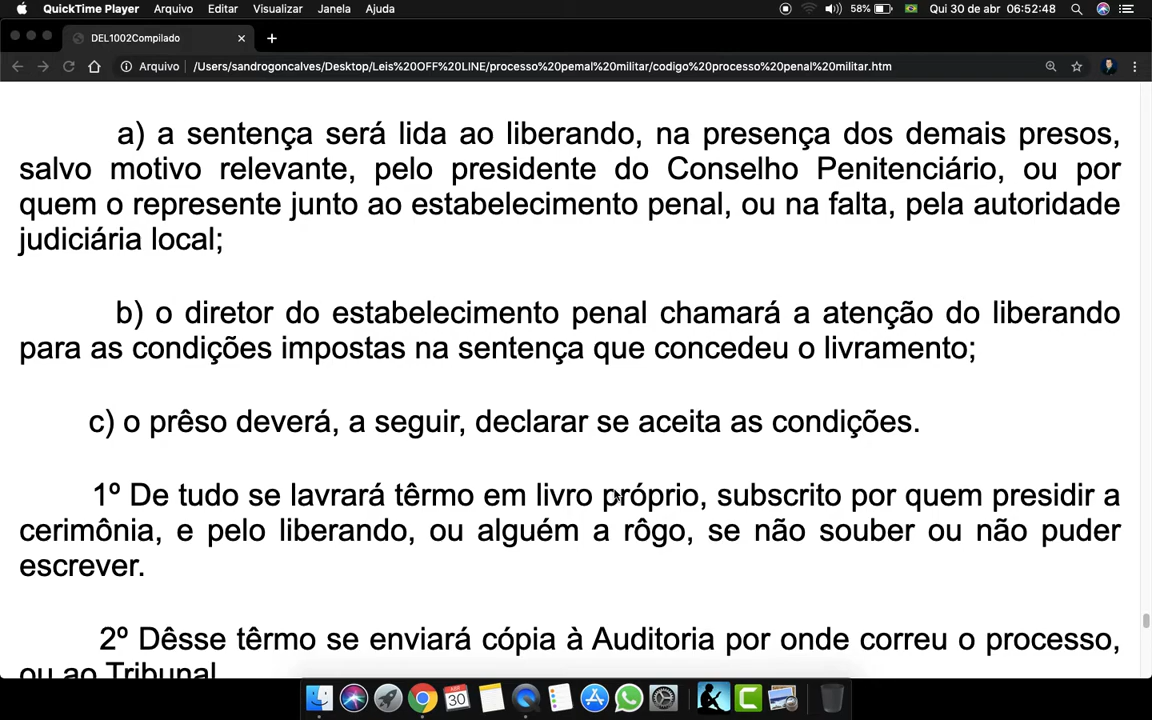 QuickTime Player Arquivo Editar Visualizar Janela Ajuda 58% Qui 30 de abr 06:52:48
DEL1002Compilado
Arquivo /Users/sandrogoncalves/Desktop/Leis%20OFF%20LINE/processo%20pemal%20militar/codigo%20processo%20penal%20militar.htm
a) a sentença será lida ao liberando, na presença dos demais presos,
salvo motivo relevante, pelo presidente do Conselho Penitenciário, ou por
quem o represente junto ao estabelecimento penal, ou na falta, pela autoridade
judiciária local;
b) o diretor do estabelecimento penal chamará a atenção do liberando
para as condições impostas na sentença que concedeu o livramento;
c) o prêso deverá, a seguir, declarar se aceita as condições.
1º De tudo se lavrará têrmo em livro próprio, subscrito por quem presidir a
cerimônia, e pelo liberando, ou alguém a rôgo, se não souber ou não puder
escrever.
2º Dêsse têrmo se enviará cópia à Auditoria por onde correu o processo,
ou ao Tribunal.
ABR
30